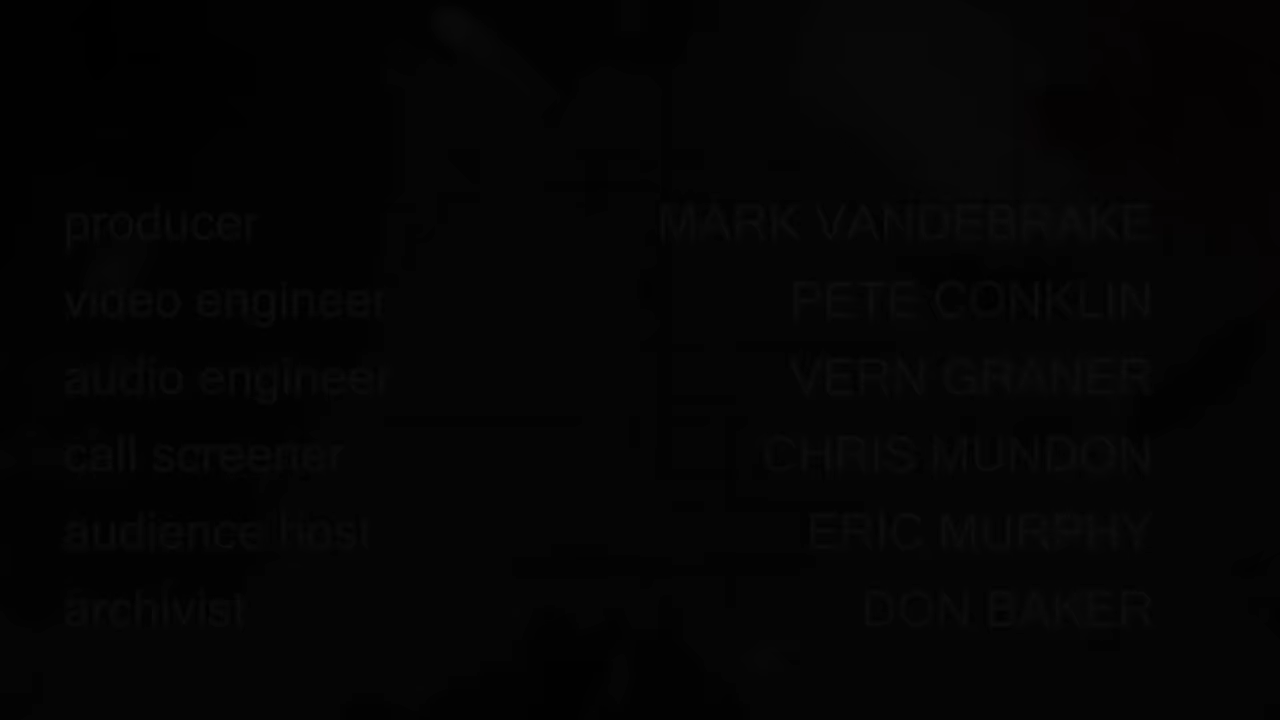 producer MARK VANDEBRAKE
video engineer PETE CONKLIN
audio engineer VERN GRANER
call screener CHRIS MUNDON
audience host ERIC MURPHY
archivist DON BAKER